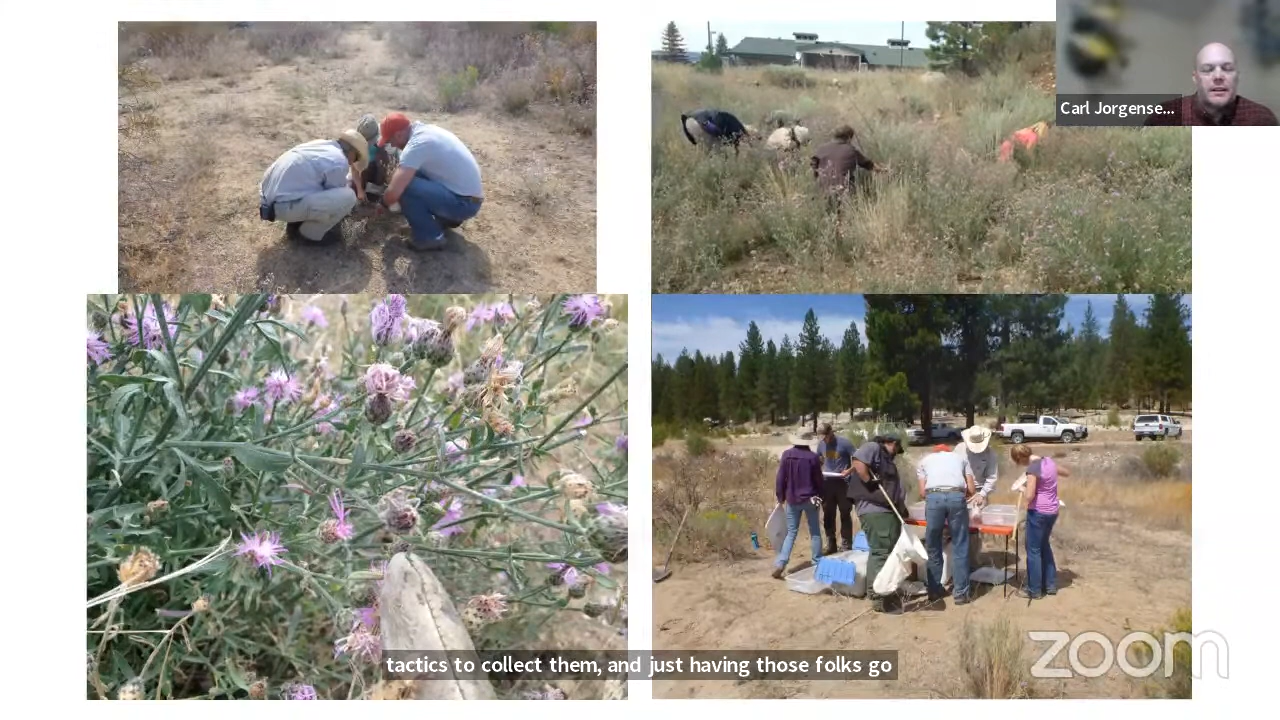 Carl Jorgense...
tactics to collect them, and just having those folks go
zoom